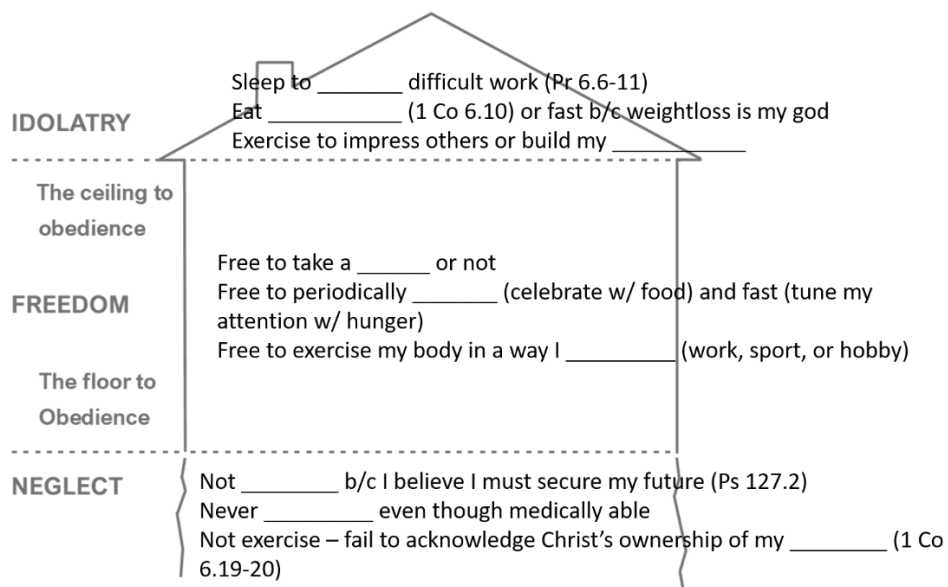 Sleep to _______ difficult work (Pr 6.6-11)
IDOLATRY
Eat ___________ (1 Co 6.10) or fast b/c weightloss is my god
Exercise to impress others or build my ___________
The ceiling to
obedience
Free to take a ______ or not
FREEDOM
Free to periodically _______ (celebrate w/ food) and fast (tune my
attention w/ hunger)
Free to exercise my body in a way I _________ (work, sport, or hobby)
The floor to
Obedience
NEGLECT
Not ________ b/c I believe I must secure my future (Ps 127.2)
Never _________ even though medically able
Not exercise – fail to acknowledge Christ’s ownership of my ________ (1 Co
6.19-20)